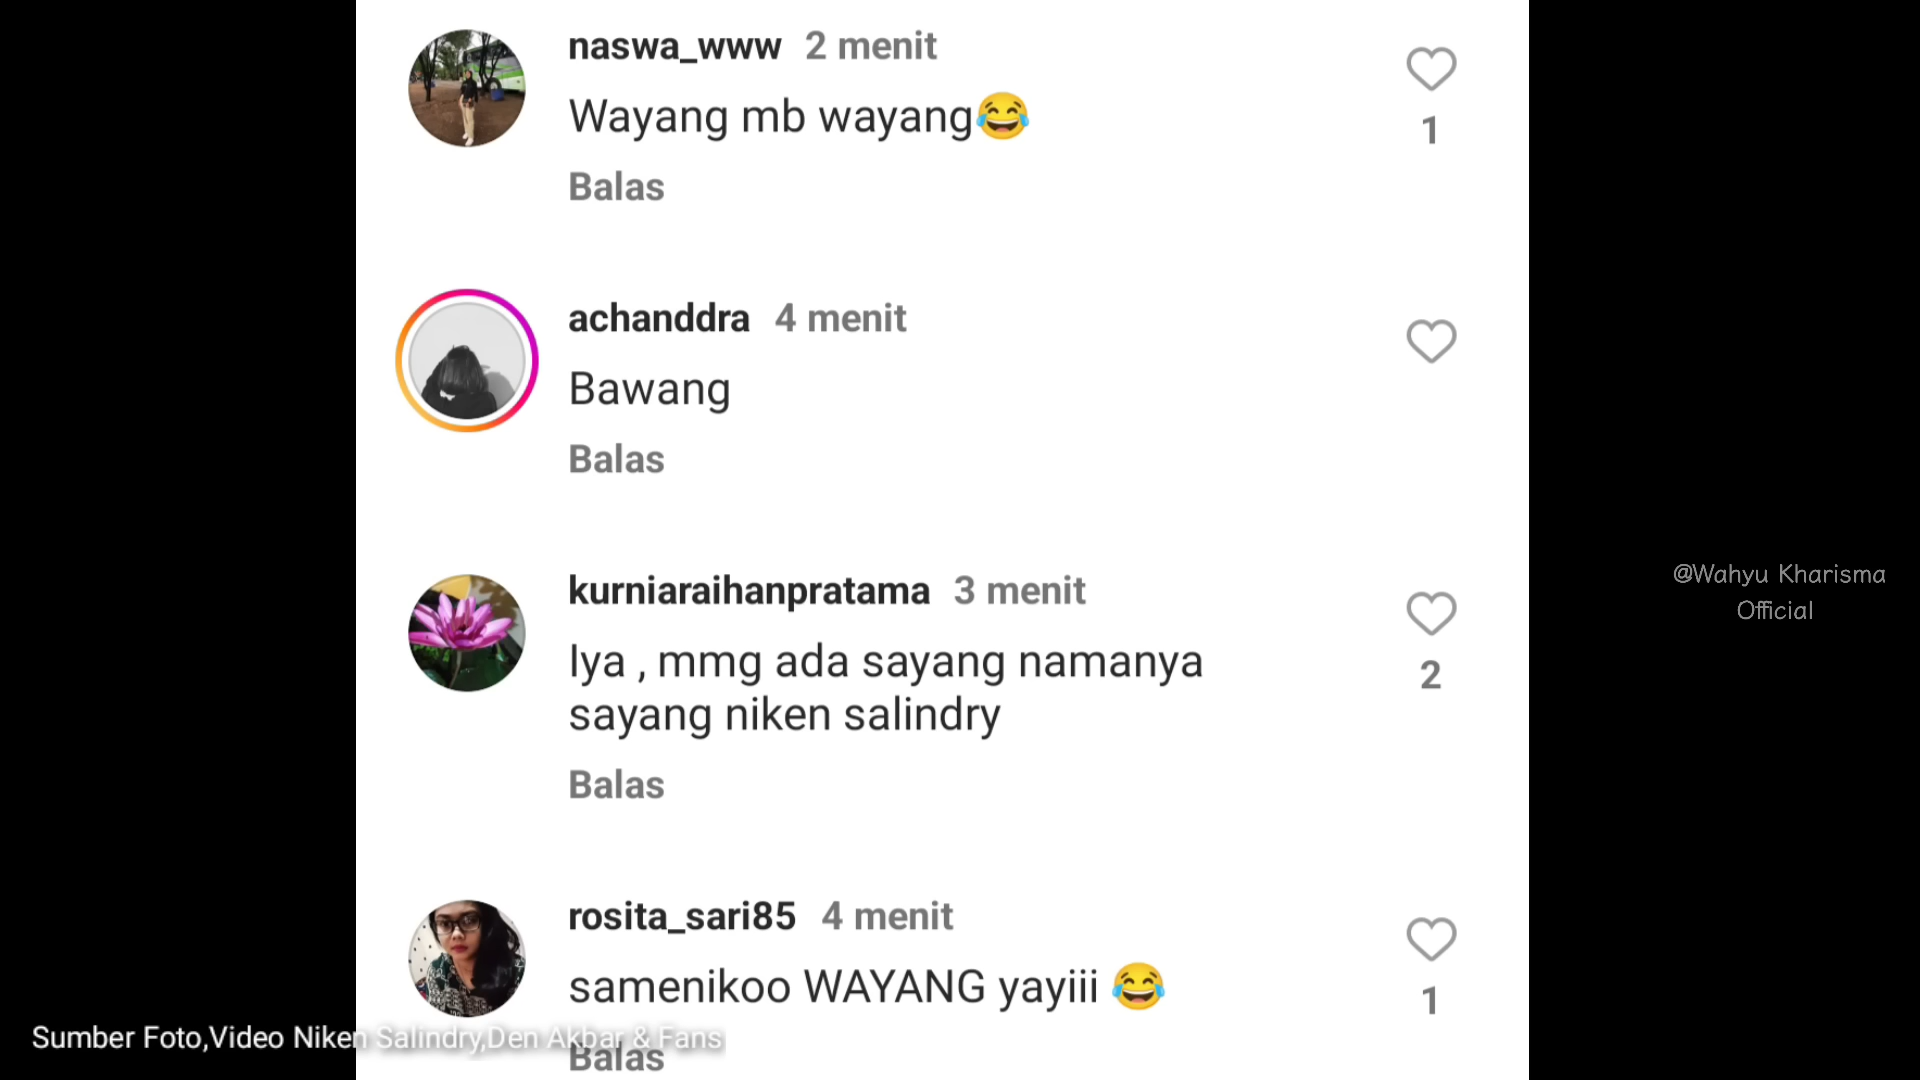 naswa_www 2 menit
Wayang mb wayang😂
1
Balas
achanddra 4 menit
Bawang
Balas
kurniaraihanpratama 3 menit
Iya , mmg ada sayang namanya
sayang niken salindry
2
Balas
@Wahyu Kharisma
Official
rosita_sari85 4 menit
samenikoo WAYANG yayiii 😂
1
Sumber Foto,Video Niken Salindry,Den Akbar & Fans
Balas